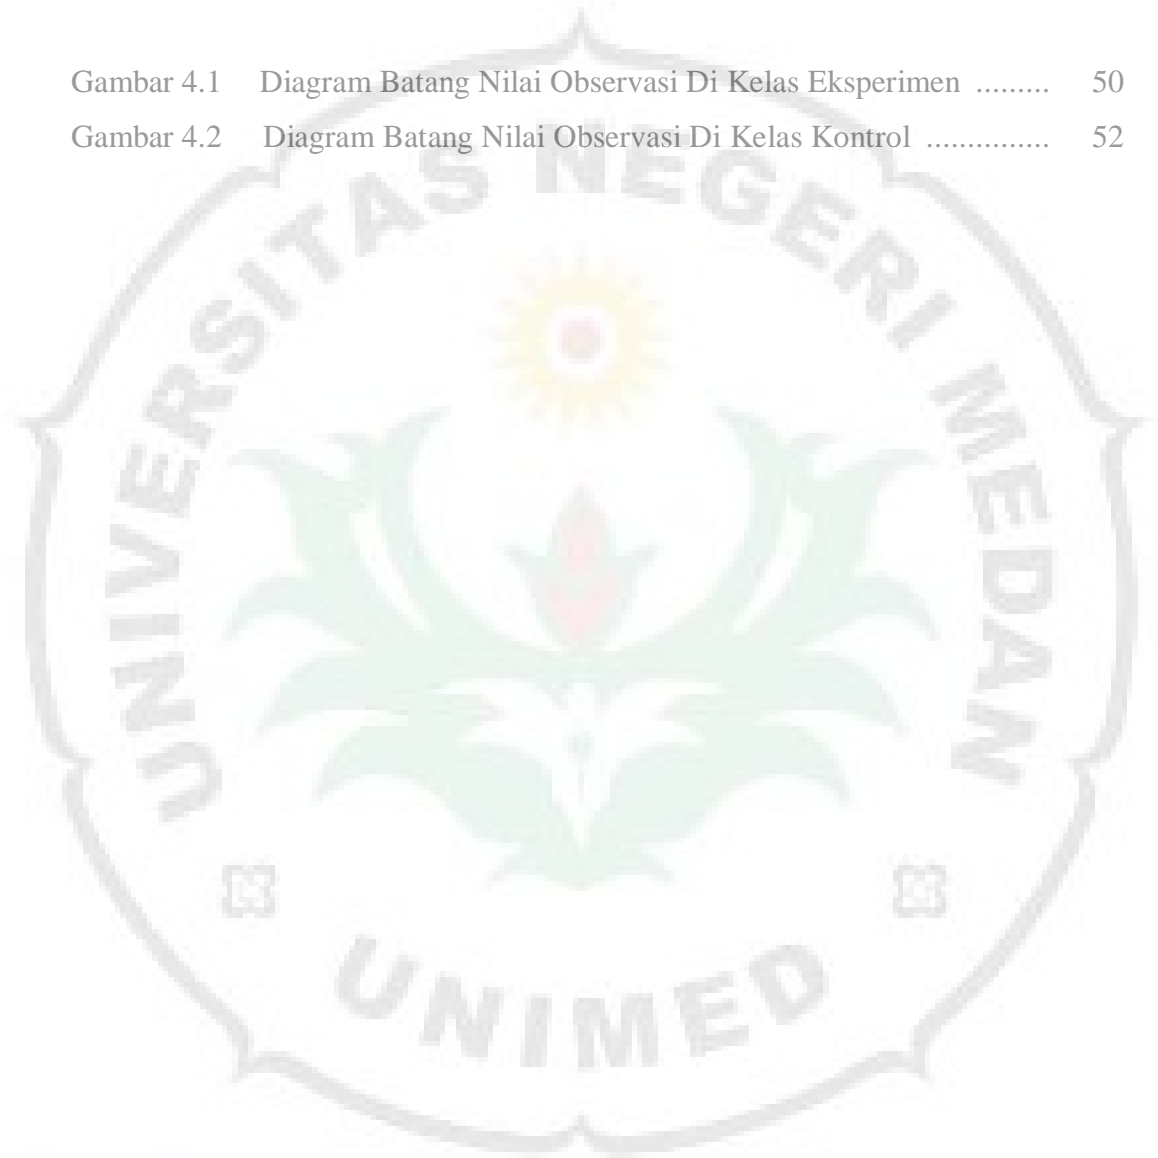 Gambar 4.1 Diagram Batang Nilai Observasi Di Kelas Eksperimen ......... 50
Gambar 4.2 Diagram Batang Nilai Observasi Di Kelas Kontrol .............. 52
UNIVERSITAS NEGERI MEDAN
UNIMED